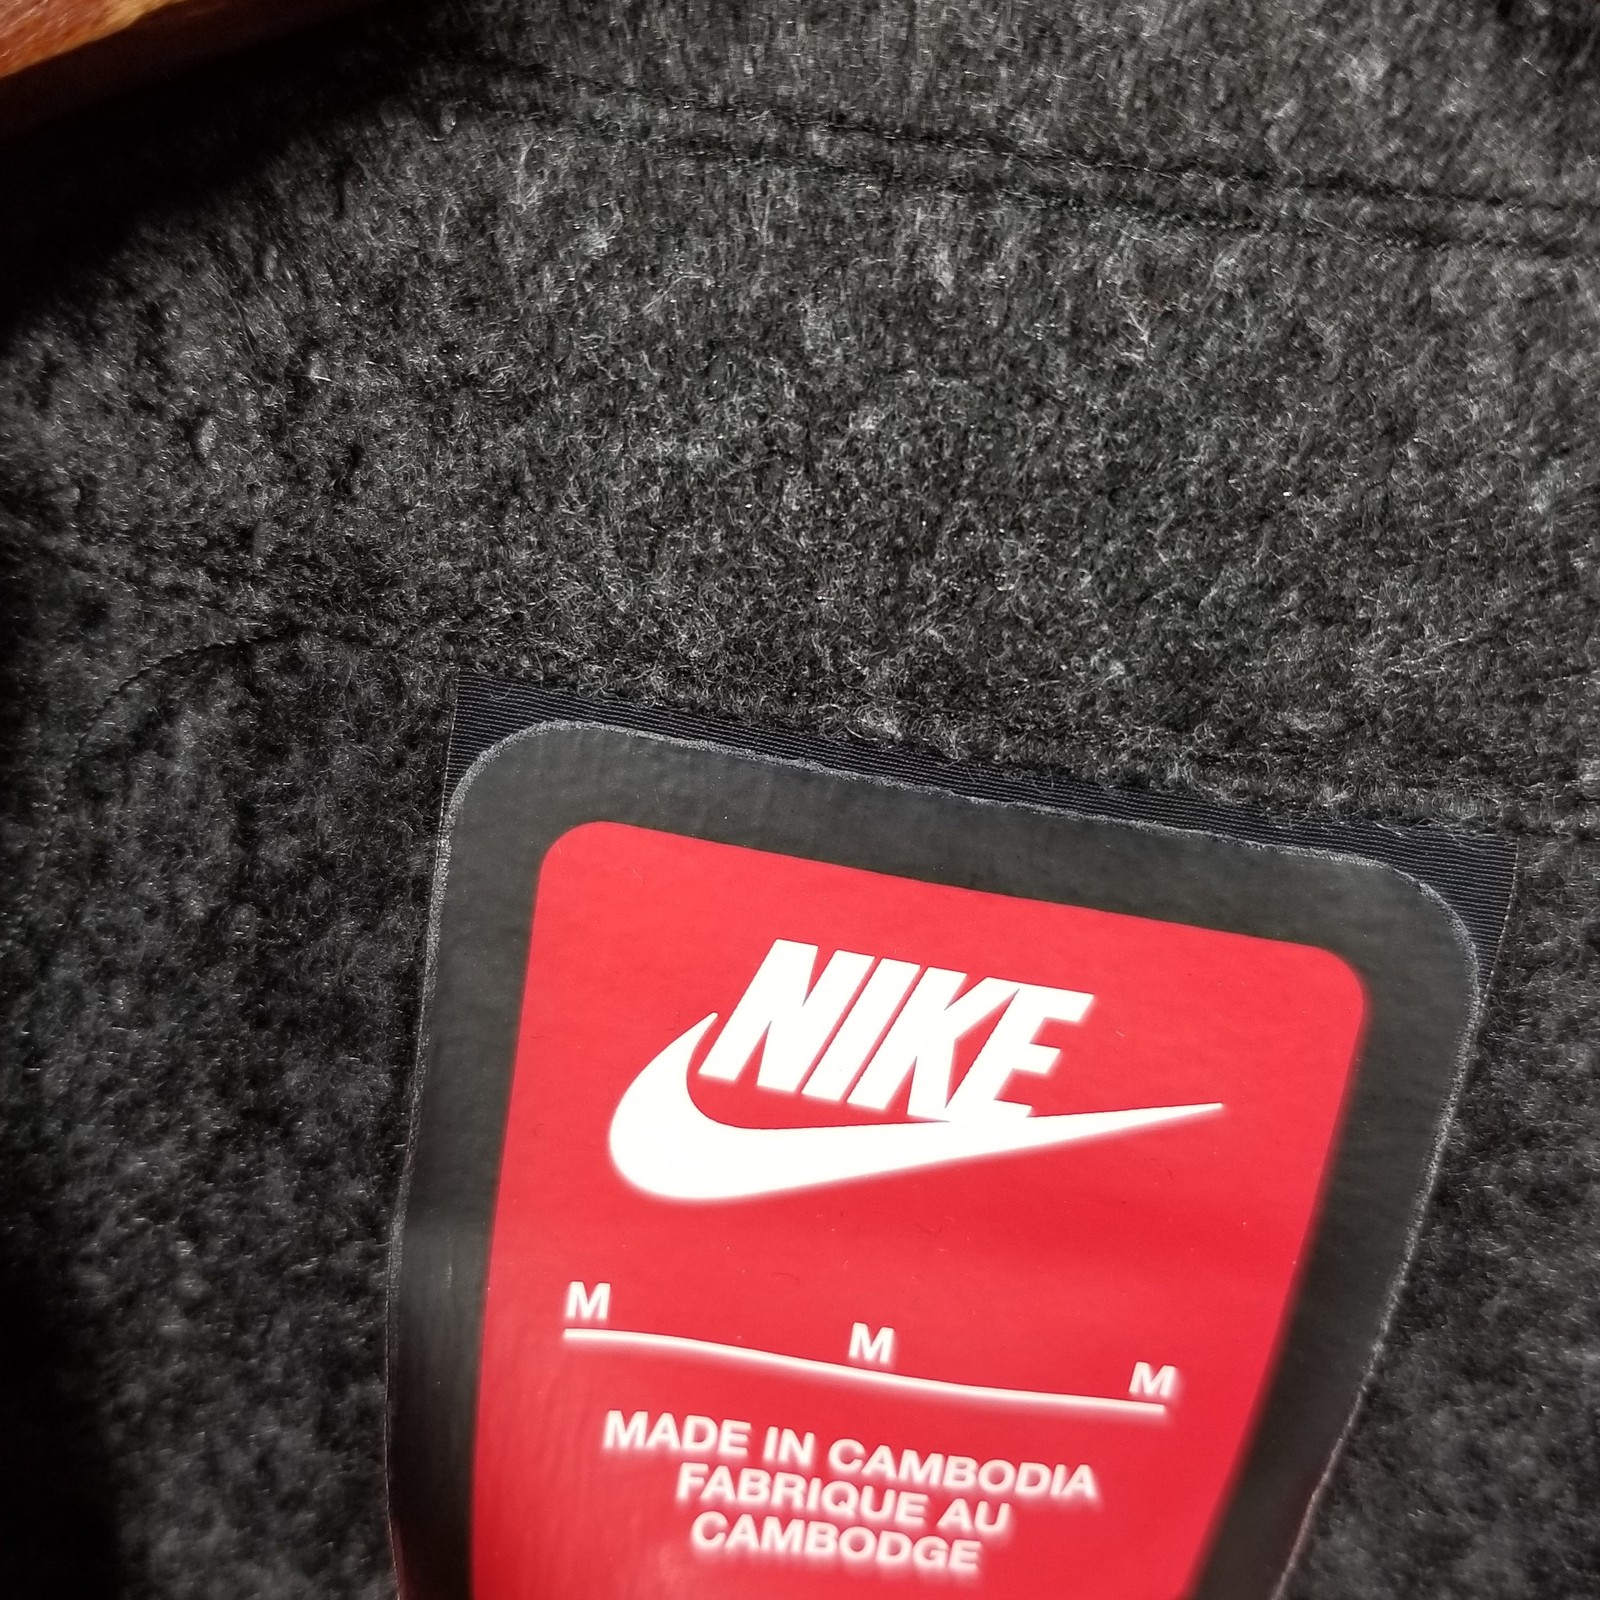 NIKE
M M M
MADE IN CAMBODIA
FABRIQUE AU
CAMBODGE